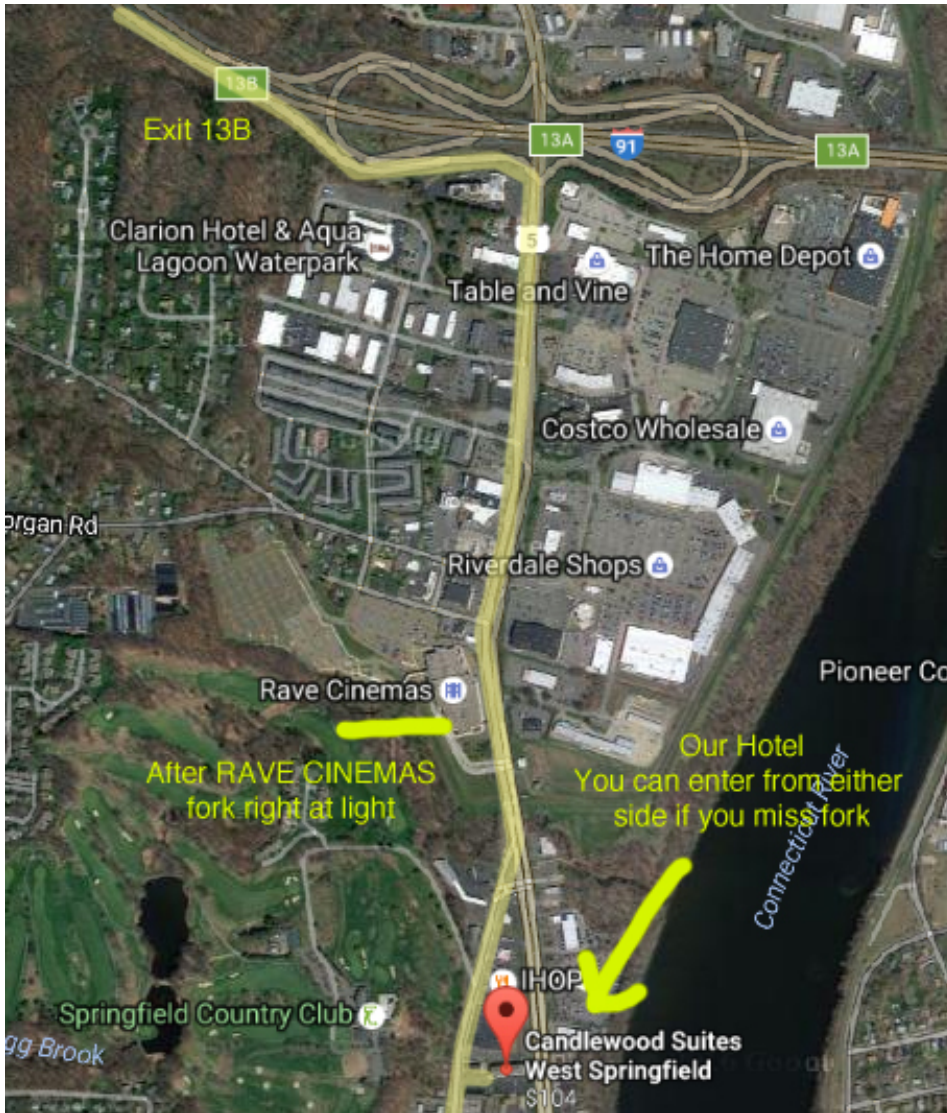 13B
Exit 13B
13A
91
13A
Clarion Hotel & Aqua
Lagoon Waterpark
5
The Home Depot
Table and Vine
Costco Wholesale
organ Rd
Riverdale Shops
Rave Cinemas
Pioneer Co
After RAVE CINEMAS
fork right at light
Our Hotel
You can enter from either
side if you miss fork
Connecticut River
IHOP
Springfield Country Club
gg Brook
Candlewood Suites
West Springfield
$104